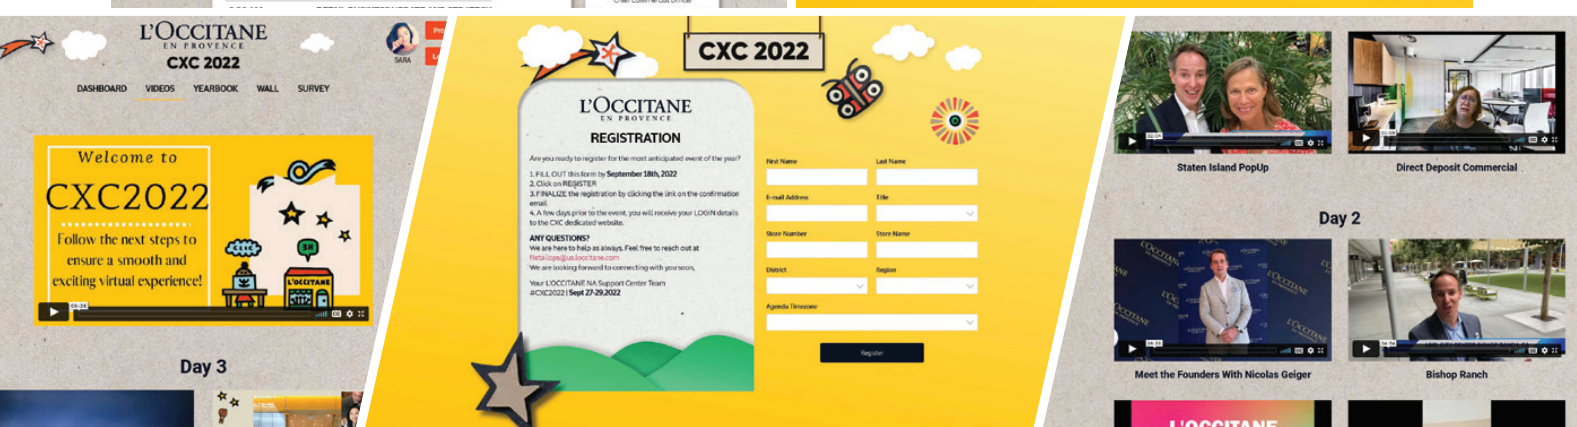 Chief Commercial Officer
L'OCCITANE
EN PROVENCE
CXC 2022
SARA
DASHBOARD VIDEOS YEARBOOK WALL SURVEY
Welcome to
CXC2022
Follow the next steps to
ensure a smooth and
exciting virtual experience!
CLIC
L'OCCITANE
Day 3
CXC 2022
L'OCCITANE
EN PROVENCE
REGISTRATION
Are you ready to register for the most anticipated event of the year?
1. FILL OUT this form by September 18th, 2022
2. Click on REGISTER
3. FINALIZE the registration by clicking the link on the confirmation
email.
4. A few days prior to the event, you will receive your LOGIN details
to the CXC dedicated website.
ANY QUESTIONS?
We are here to help as always. Feel free to reach out at
Retailops@us.loccitane.com
We are looking forward to connecting with you soon,
Your L'OCCITANE NA Support Center Team
#CXC2022 | Sept 27-29,2022
First Name Last Name
E-mail Address Title
Store Number Store Name
District Region
Agenda Timezone
Register
Staten Island PopUp
Direct Deposit Commercial
Day 2
Meet the Founders With Nicolas Geiger
Bishop Ranch
L'OCCITANE